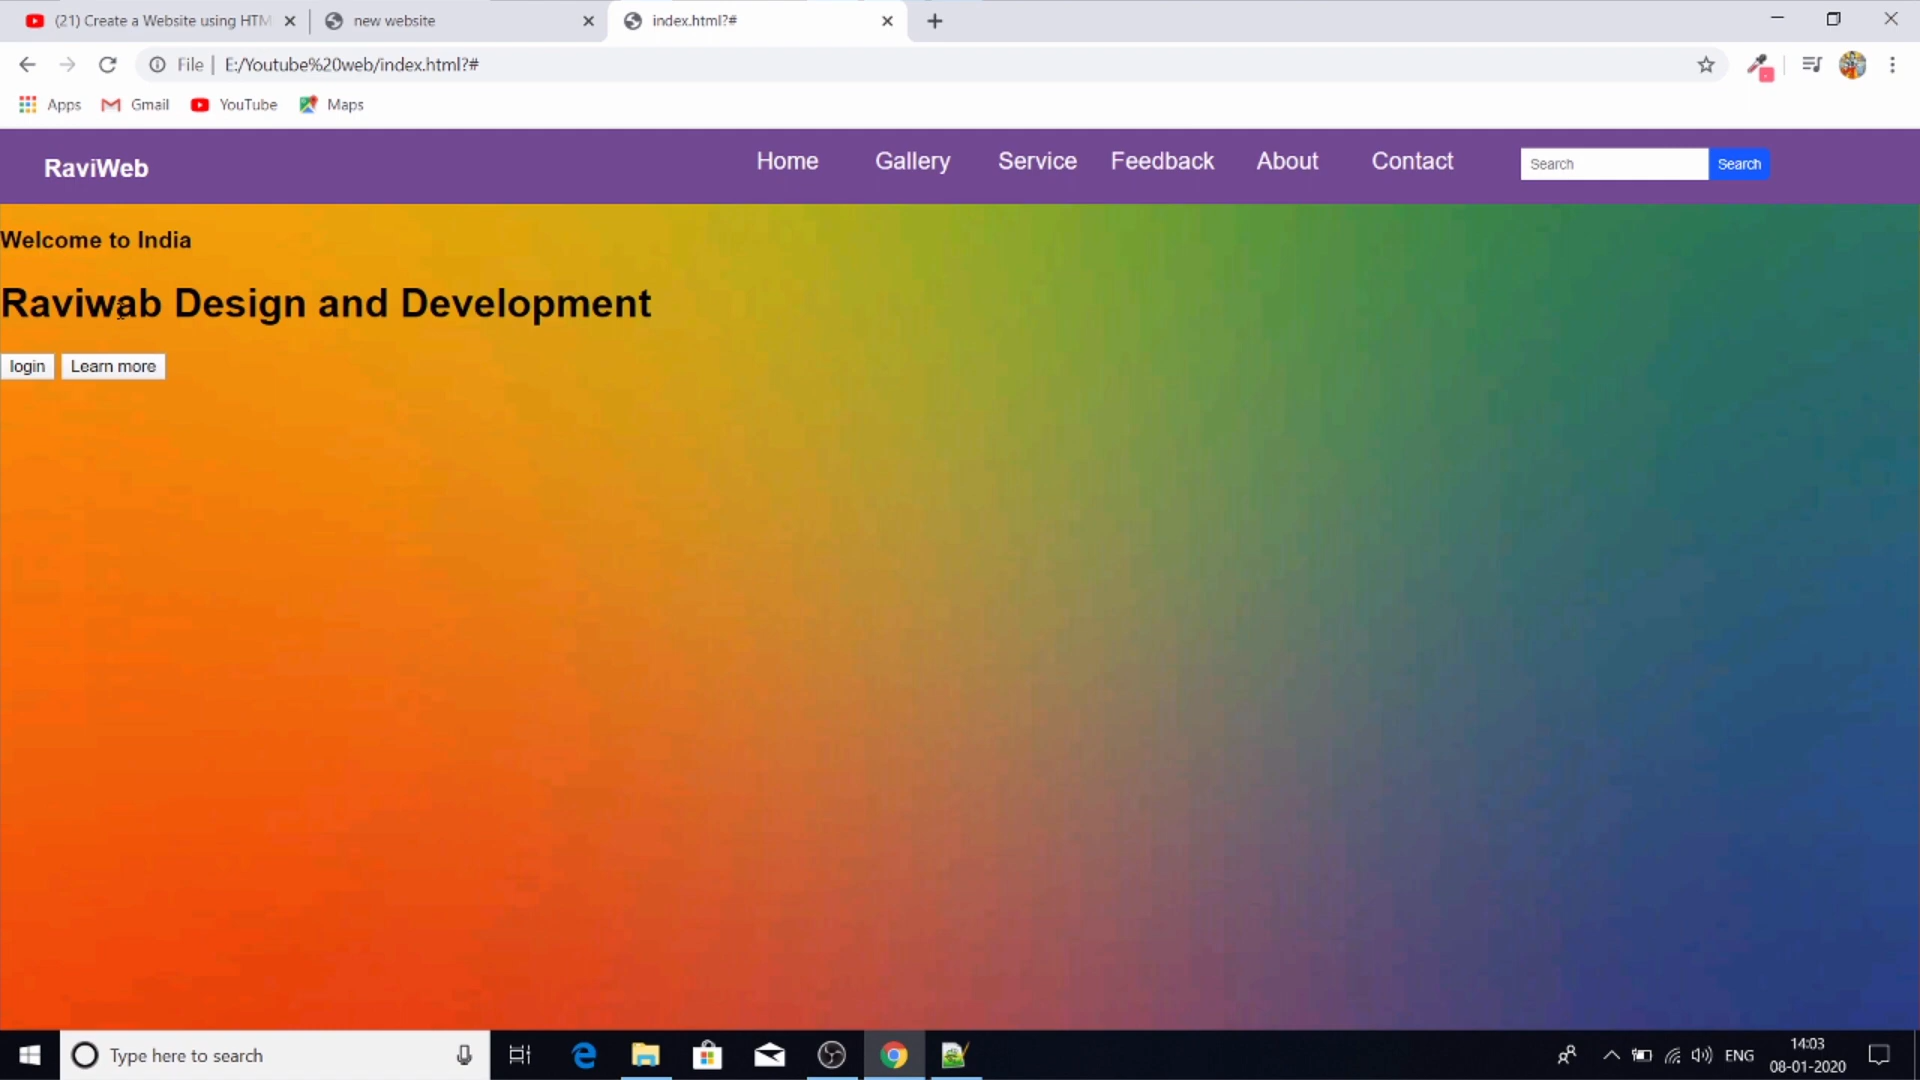 (21) Create a Website using HTM
new website
index.html?#
File | E:/Youtube%20web/index.html?#
Apps Gmail YouTube Maps
RaviWeb Home Gallery Service Feedback About Contact Search Search
Welcome to India
Raviwab Design and Development
login Learn more
Type here to search
ENG
14:03
08-01-2020